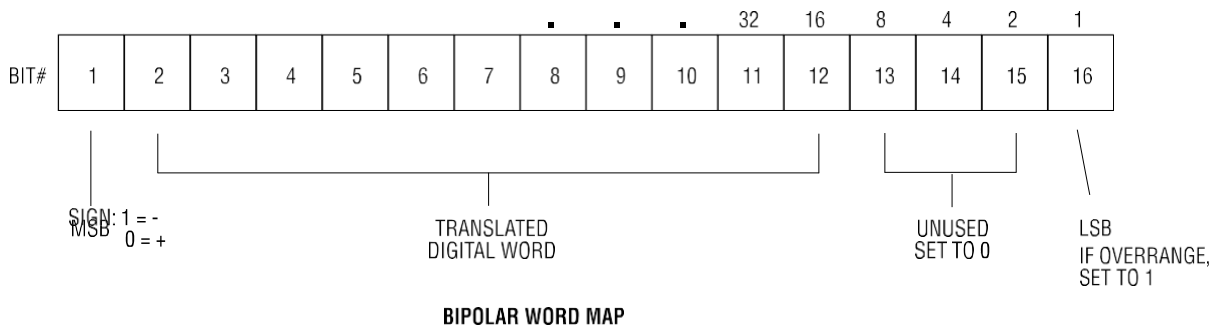 . . . 32 16 8 4 2 1
BIT# 1 2 3 4 5 6 7 8 9 10 11 12 13 14 15 16
SIGN: 1 = -
MSB 0 = +
TRANSLATED
DIGITAL WORD
UNUSED
SET TO 0
LSB
IF OVERRANGE,
SET TO 1
BIPOLAR WORD MAP